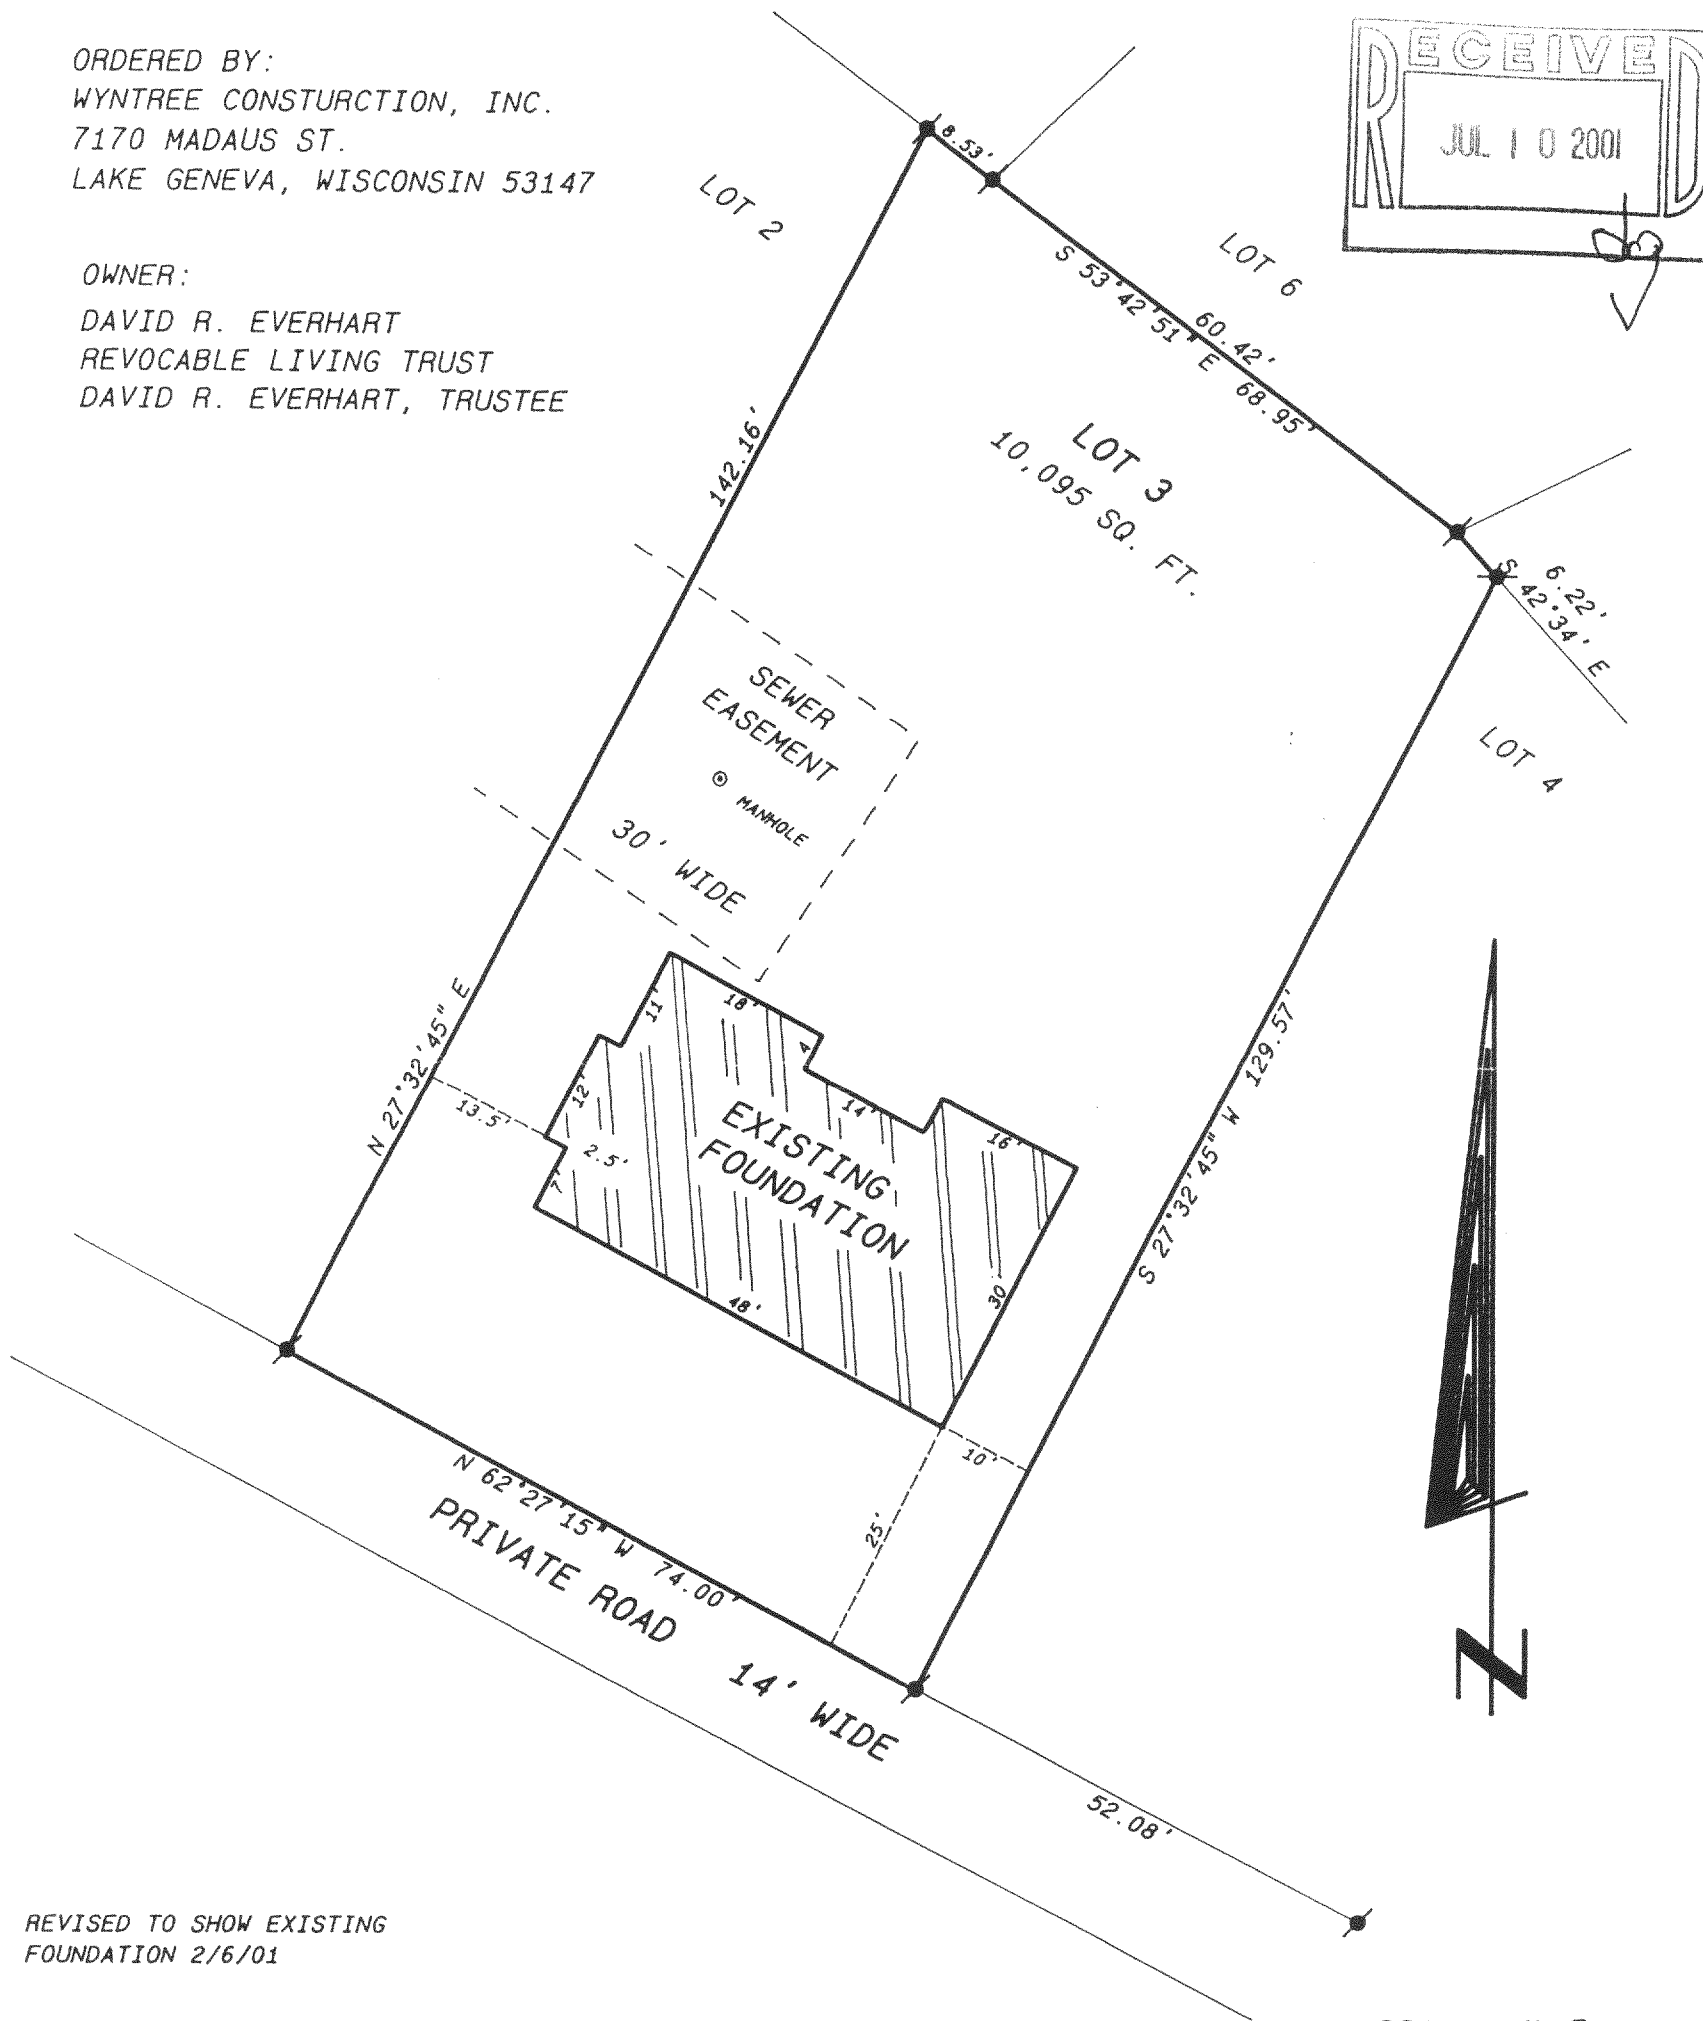 ORDERED BY:
WYNTREE CONSTURCTION, INC.
7170 MADAUS ST.
LAKE GENEVA, WISCONSIN 53147
OWNER:
DAVID R. EVERHART
REVOCABLE LIVING TRUST
DAVID R. EVERHART, TRUSTEE
RECEIVED
JUL 10 2001
LOT 2
8.53'
LOT 6
S 53°42'51" E 68.95'
60.42'
142.16'
LOT 3
10,095 SQ. FT.
6.22'
S 42°34' E
LOT 4
SEWER
EASEMENT
MANHOLE
30' WIDE
N 27°32'45" E
S 27°32'45" W 129.57'
11'
18'
4'
12'
14'
16'
13.5'
2.5'
7'
EXISTING
FOUNDATION
48'
30'
10'
25'
N 62°27'15" W 74.00'
PRIVATE ROAD 14' WIDE
52.08'
N
REVISED TO SHOW EXISTING
FOUNDATION 2/6/01